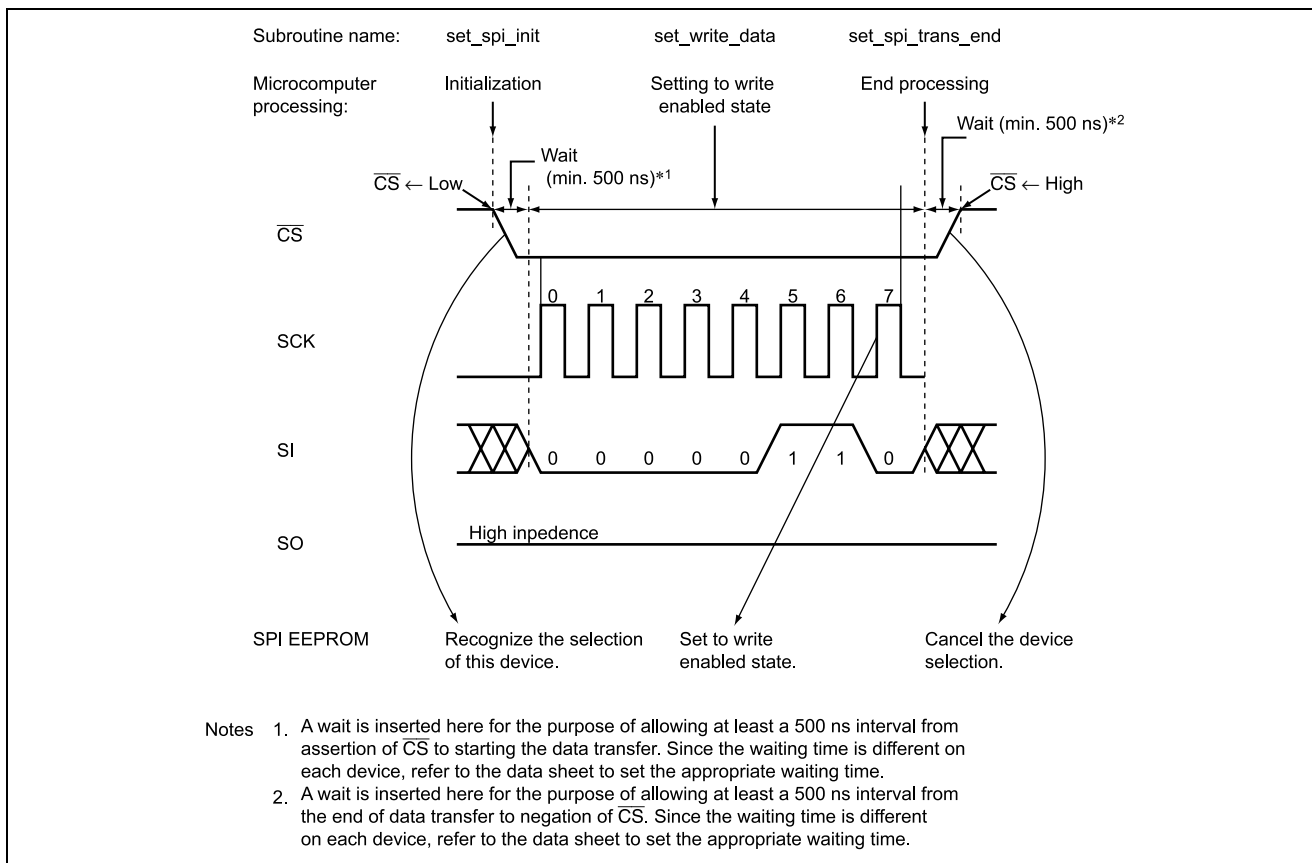 Subroutine name: set_spi_init set_write_data set_spi_trans_end
Microcomputer Initialization Setting to write End processing
processing: enabled state
Wait (min. 500 ns)*2
Wait
(min. 500 ns)*1
CS ← Low
CS ← High
CS
0 1 2 3 4 5 6 7
SCK
SI
0 0 0 0 0 1 1 0
High inpedence
SO
SPI EEPROM Recognize the selection Set to write Cancel the device
of this device. enabled state. selection.
Notes 1. A wait is inserted here for the purpose of allowing at least a 500 ns interval from
assertion of CS to starting the data transfer. Since the waiting time is different on
each device, refer to the data sheet to set the appropriate waiting time.
2. A wait is inserted here for the purpose of allowing at least a 500 ns interval from
the end of data transfer to negation of CS. Since the waiting time is different
on each device, refer to the data sheet to set the appropriate waiting time.